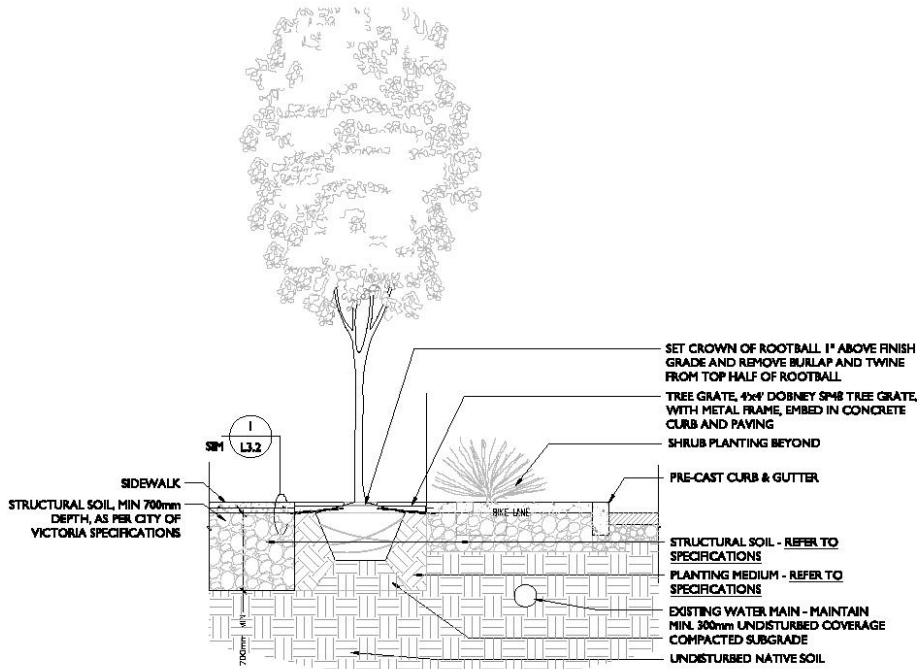 SET CROWN OF ROOTBALL 1" ABOVE FINISH
GRADE AND REMOVE BURLAP AND TWINE
FROM TOP HALF OF ROOTBALL
TREE GRATE, 4'x4' DOBNEY SP48 TREE GRATE,
WITH METAL FRAME, EMBED IN CONCRETE
CURB AND PAVING
1
SIM
L3.2
SHRUB PLANTING BEYOND
SIDEWALK
PRE-CAST CURB & GUTTER
STRUCTURAL SOIL, MIN 700mm
DEPTH, AS PER CITY OF
VICTORIA SPECIFICATIONS
BIKE LANE
STRUCTURAL SOIL - REFER TO
SPECIFICATIONS
PLANTING MEDIUM - REFER TO
SPECIFICATIONS
EXISTING WATER MAIN - MAINTAIN
MIN. 300mm UNDISTURBED COVERAGE
COMPACTED SUBGRADE
700mm MIN
UNDISTURBED NATIVE SOIL